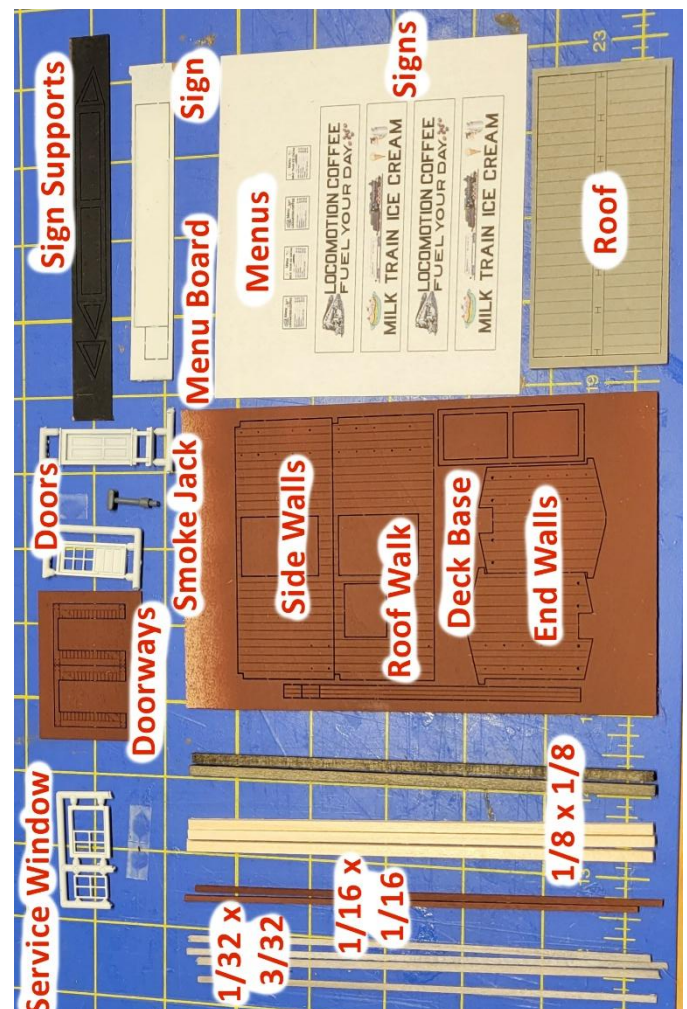 Service Window
Doorways
Doors
Sign Supports
Smoke Jack
Menu Board
Sign
1/32 x
3/32
Side Walls
Menus
1/16 x
1/16
Roof Walk
Signs
LOCOMOTION COFFEE
FUEL YOUR DAY.
MILK TRAIN ICE CREAM
LOCOMOTION COFFEE
FUEL YOUR DAY.
MILK TRAIN ICE CREAM
Deck Base
1/8 x 1/8
End Walls
Roof
13
19
23